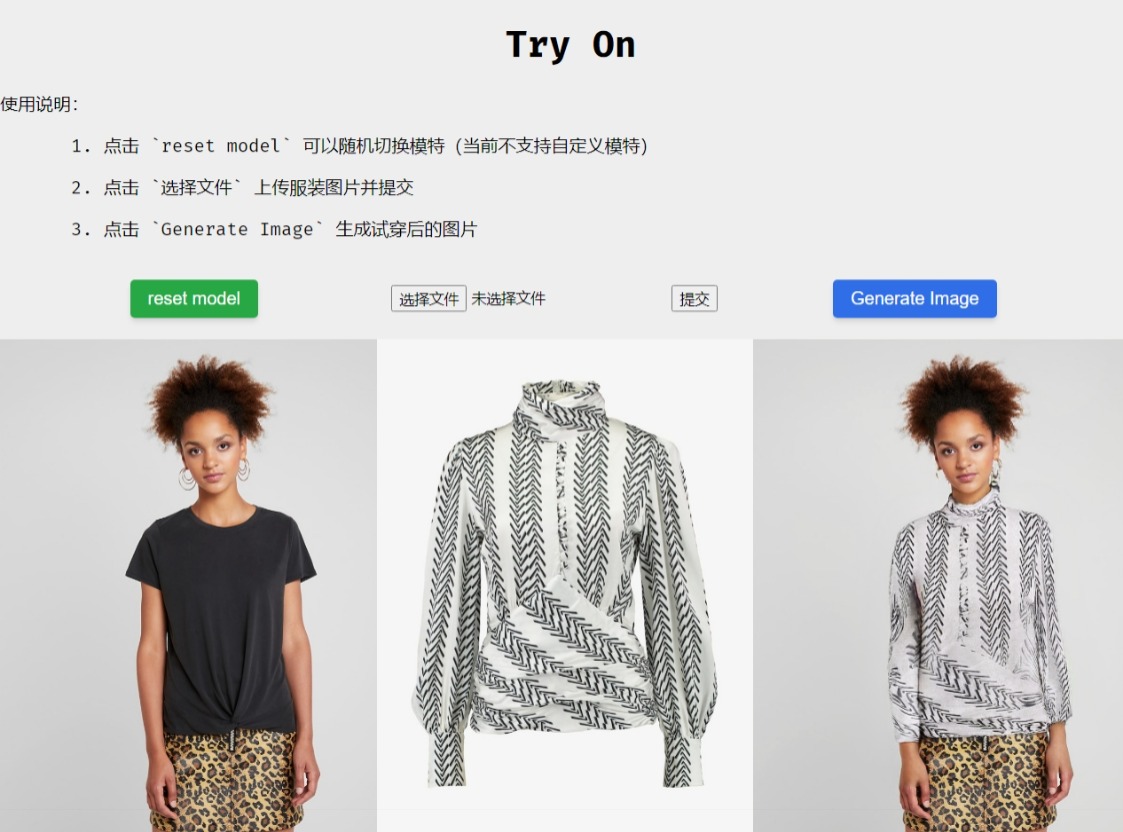 Try On
使用说明：
1. 点击 `reset model` 可以随机切换模特（当前不支持自定义模特）
2. 点击 `选择文件` 上传服装图片并提交
3. 点击 `Generate Image` 生成试穿后的图片
reset model 选择文件 未选择文件 提交 Generate Image